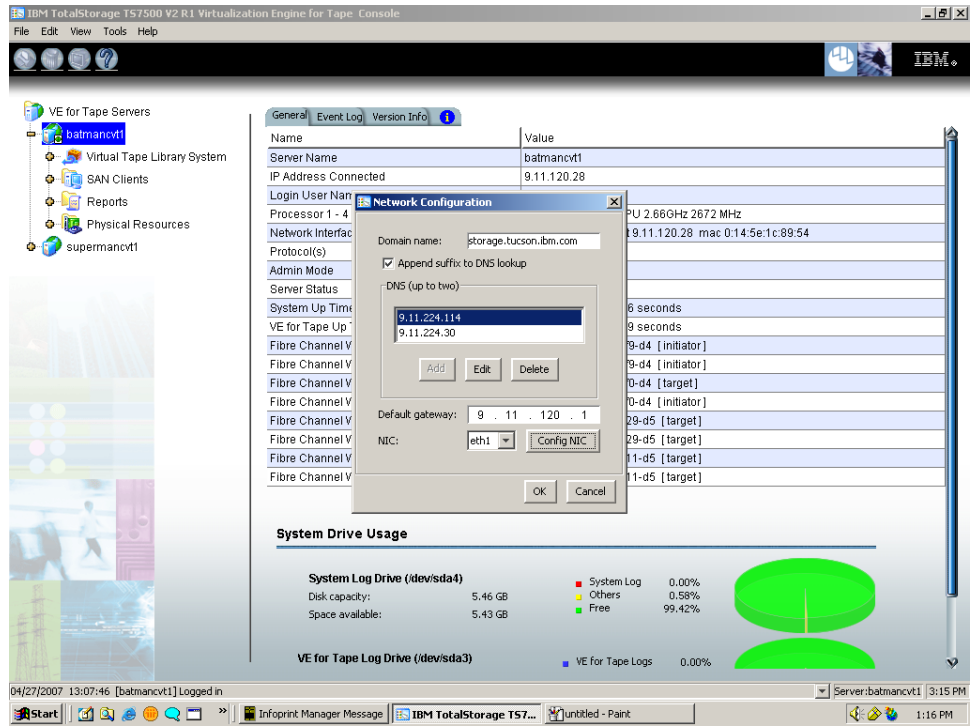 IBM TotalStorage TS7500 V2 R1 Virtualization Engine for Tape Console
File Edit View Tools Help
IBM
VE for Tape Servers
batmancvt1
Virtual Tape Library System
SAN Clients
Reports
Physical Resources
supermancvt1
General Event Log Version Info
Name Value
Server Name batmancvt1
IP Address Connected 9.11.120.28
Login User Nam
Processor 1 - 4 PU 2.66GHz 2672 MHz
Network Interfac t 9.11.120.28 mac 0:14:5e:1c:89:54
Protocol(s)
Admin Mode
Server Status
System Up Time 6 seconds
VE for Tape Up 9 seconds
Fibre Channel V 9-d4 [initiator]
Fibre Channel V 9-d4 [initiator]
Fibre Channel V 0-d4 [target]
Fibre Channel V 0-d4 [initiator]
Fibre Channel V 29-d5 [target]
Fibre Channel V 29-d5 [target]
Fibre Channel V 11-d5 [target]
Fibre Channel V 11-d5 [target]
Network Configuration
Domain name: storage.tucson.ibm.com
Append suffix to DNS lookup
DNS (up to two)
9.11.224.114
9.11.224.30
Add Edit Delete
Default gateway: 9 . 11 . 120 . 1
NIC: eth1 Config NIC
OK Cancel
System Drive Usage
System Log Drive (/dev/sda4)
Disk capacity: 5.46 GB
Space available: 5.43 GB
System Log 0.00%
Others 0.58%
Free 99.42%
VE for Tape Log Drive (/dev/sda3)
VE for Tape Logs 0.00%
04/27/2007 13:07:46 [batmancvt1] Logged in
Server:batmancvt1 3:15 PM
Start » Infoprint Manager Message IBM TotalStorage TS7... untitled - Paint 1:16 PM